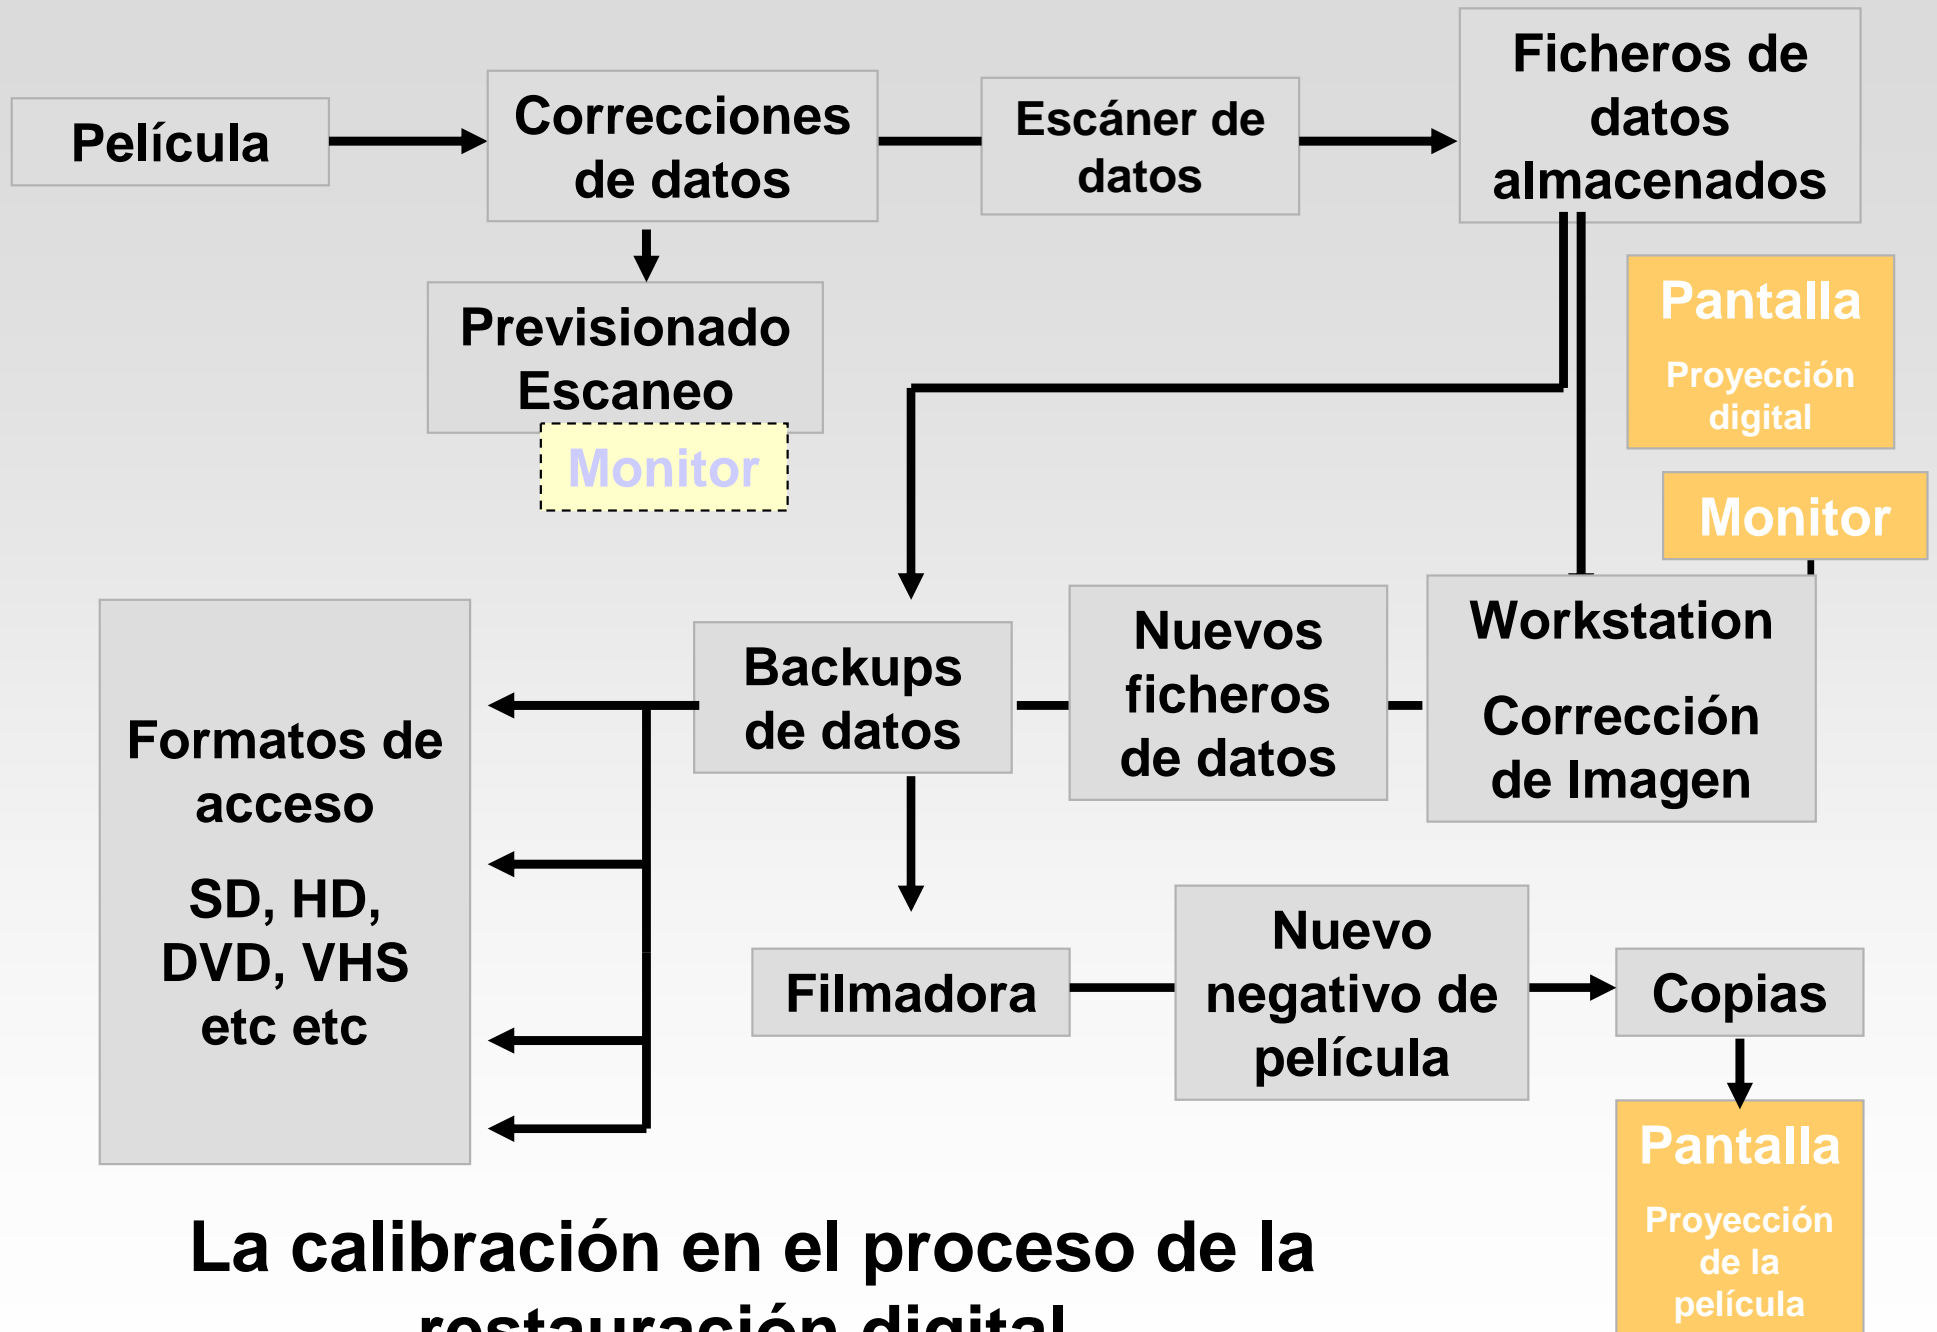 Película
Correcciones
de datos
Escáner de
datos
Ficheros de
datos
almacenados
Previsionado
Escaneo
Monitor
Pantalla
Proyección
digital
Monitor
Workstation
Corrección
de Imagen
Nuevos
ficheros
de datos
Backups
de datos
Formatos de
acceso
SD, HD,
DVD, VHS
etc etc
Filmadora
Nuevo
negativo de
película
Copias
Pantalla
Proyección
de la
película
La calibración en el proceso de la
restauración digital